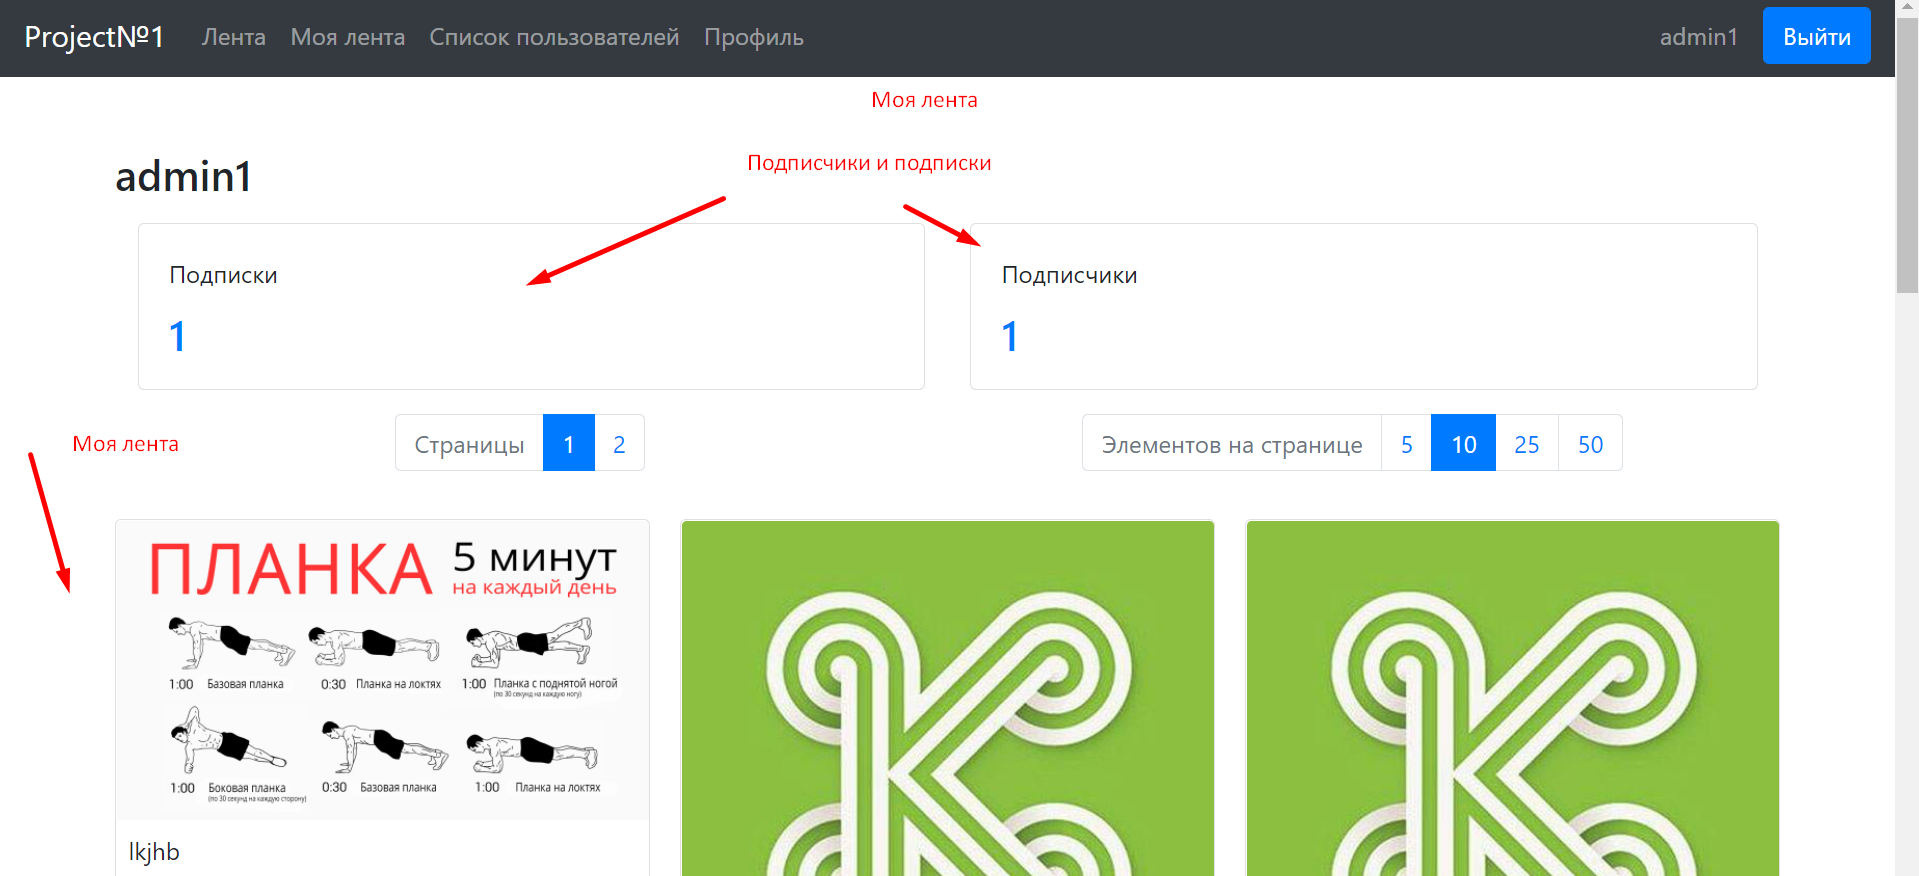 ProjectNº1 Лента Моя лента Список пользователей Профиль admin1 Выйти
Моя лента
Подписчики и подписки
admin1
Подписки
1
Подписчики
1
Моя лента
Страницы 1 2
Элементов на странице 5 10 25 50
ПЛАНКА 5 минут
на каждый день
1:00 Базовая планка
0:30 Планка на локтях
1:00 Планка с поднятой ногой
(по 30 секунд на каждую ногу)
1:00 Боковая планка
(по 30 секунд на каждую сторону)
0:30 Базовая планка
1:00 Планка на локтях
lkjhb